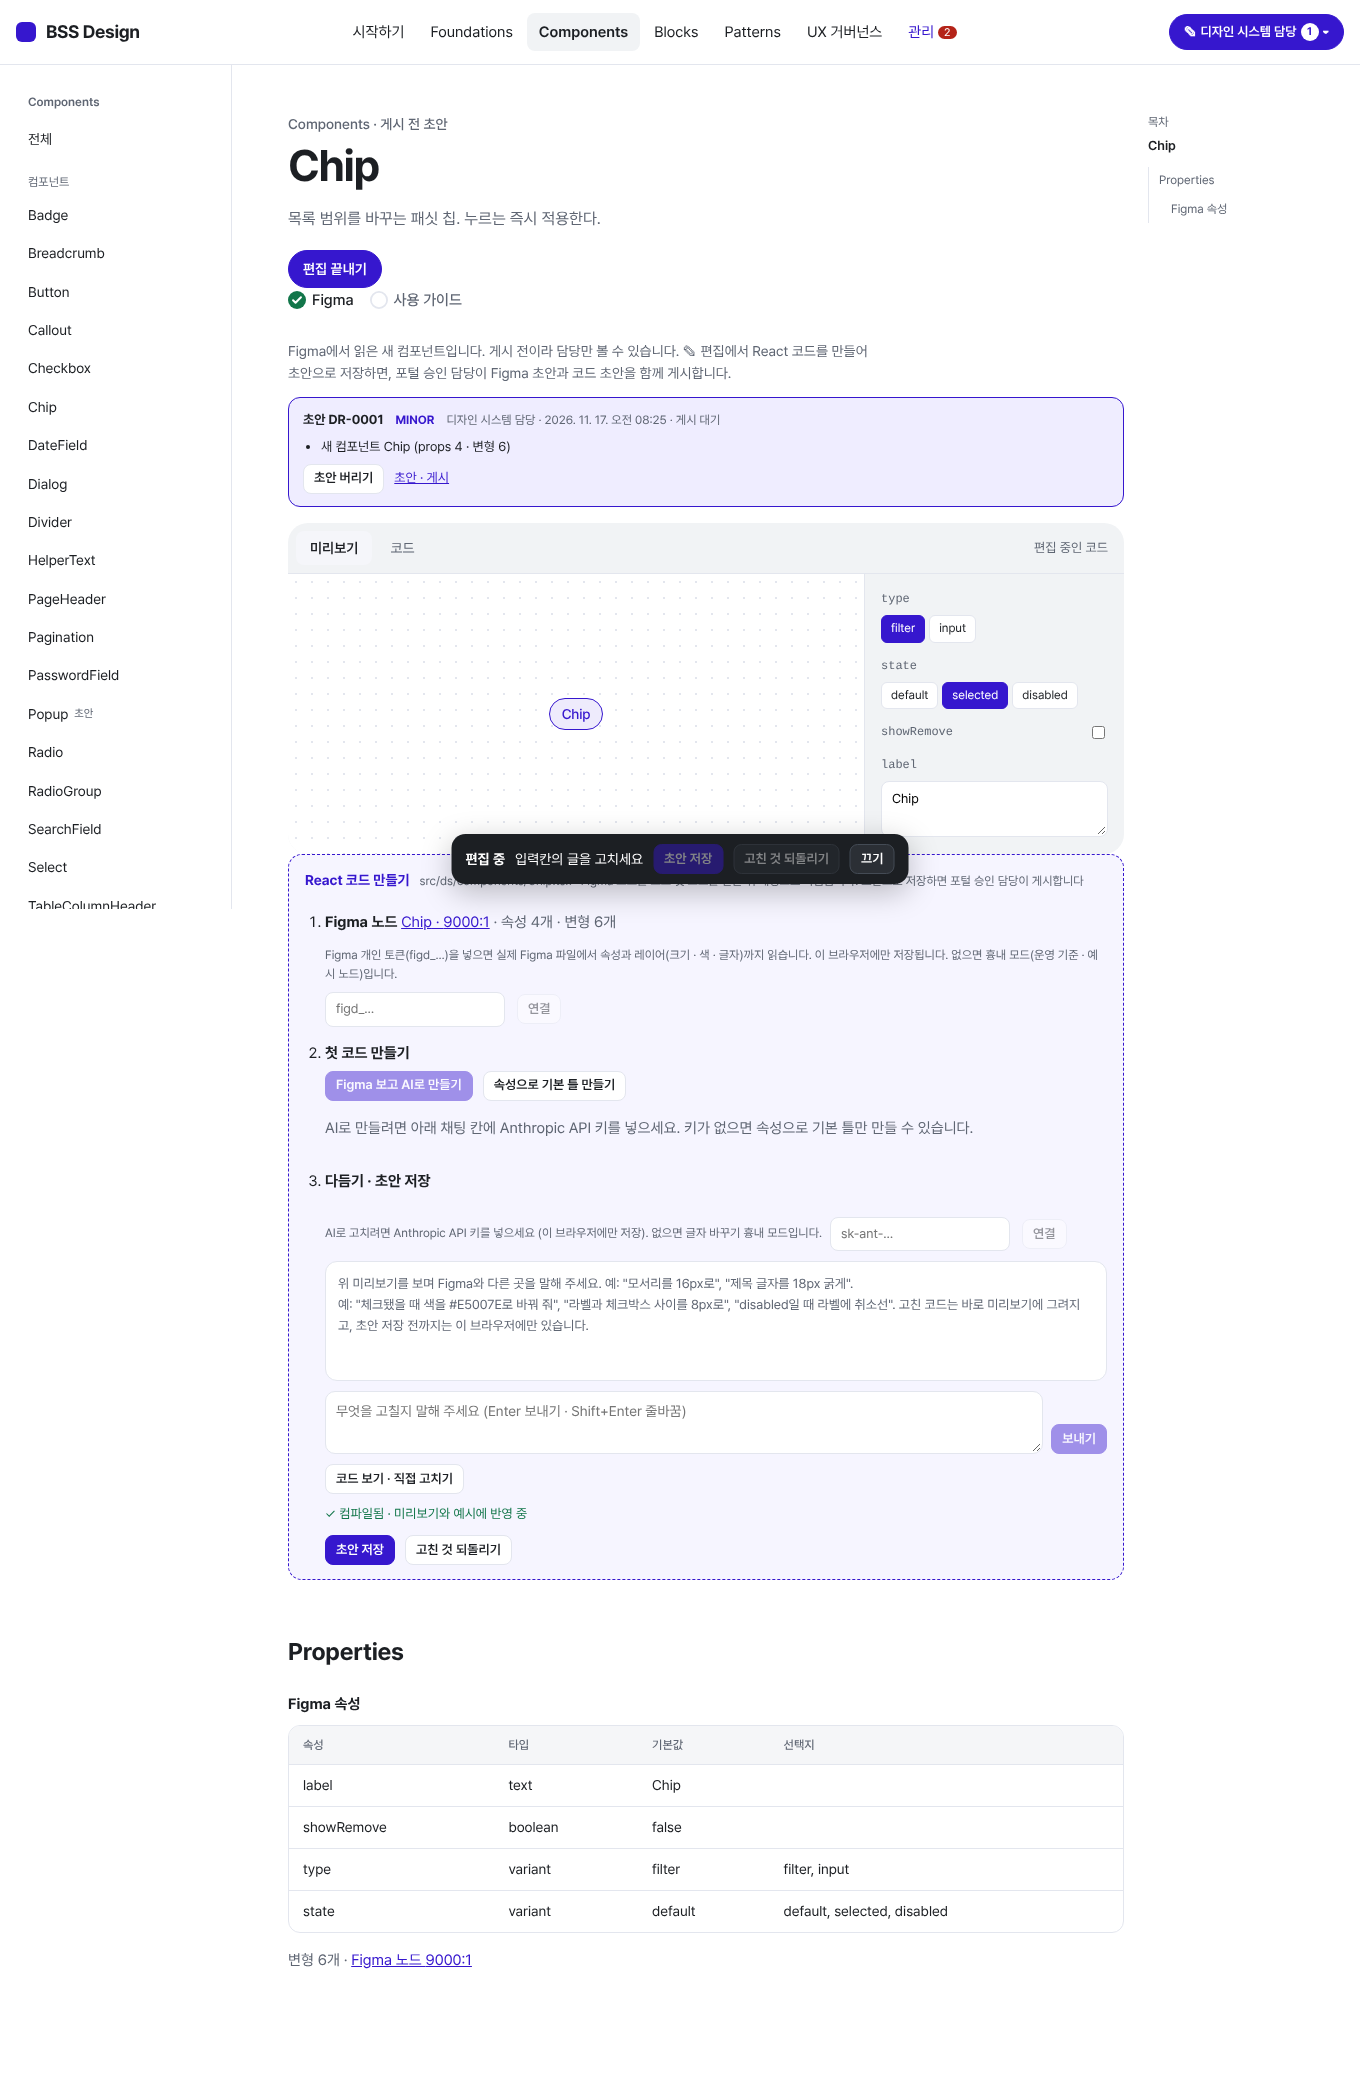 BSS Design
시작하기
Foundations
Components
Blocks
Patterns
UX 거버넌스
관리 2
✎ 디자인 시스템 담당 1
Components
전체
컴포넌트
Badge
Breadcrumb
Button
Callout
Checkbox
Chip
DateField
Dialog
Divider
HelperText
PageHeader
Pagination
PasswordField
Popup 초안
Radio
RadioGroup
SearchField
Select
TableColumnHeader
Components · 게시 전 초안
Chip
목록 범위를 바꾸는 패싯 칩. 누르는 즉시 적용한다.
편집 끝내기
Figma
사용 가이드
Figma에서 읽은 새 컴포넌트입니다. 게시 전이라 담당만 볼 수 있습니다. ✎ 편집에서 React 코드를 만들어
초안으로 저장하면, 포털 승인 담당이 Figma 초안과 코드 초안을 함께 게시합니다.
초안 DR-0001 MINOR 디자인 시스템 담당 · 2026. 11. 17. 오전 08:25 · 게시 대기
• 새 컴포넌트 Chip (props 4 · 변형 6)
초안 버리기
초안 · 게시
미리보기
코드
편집 중인 코드
Chip
type
filter
input
state
default
selected
disabled
showRemove
label
Chip
편집 중 입력칸의 글을 고치세요
초안 저장
고친 것 되돌리기
끄기
React 코드 만들기
저장하면 포털 승인 담당이 게시합니다
1. Figma 노드 Chip · 9000:1 · 속성 4개 · 변형 6개
Figma 개인 토큰(figd_...)을 넣으면 실제 Figma 파일에서 속성과 레이어(크기 · 색 · 글자)까지 읽습니다. 이 브라우저에만 저장됩니다. 없으면 흉내 모드(운영 기준 · 예
시 노드)입니다.
figd_...
연결
2. 첫 코드 만들기
Figma 보고 AI로 만들기
속성으로 기본 틀 만들기
AI로 만들려면 아래 채팅 칸에 Anthropic API 키를 넣으세요. 키가 없으면 속성으로 기본 틀만 만들 수 있습니다.
3. 다듬기 · 초안 저장
AI로 고치려면 Anthropic API 키를 넣으세요 (이 브라우저에만 저장). 없으면 글자 바꾸기 흉내 모드입니다.
sk-ant-...
연결
위 미리보기를 보며 Figma와 다른 곳을 말해 주세요. 예: "모서리를 16px로", "제목 글자를 18px 굵게".
예: "체크됐을 때 색을 #E5007E로 바꿔 줘", "라벨과 체크박스 사이를 8px로", "disabled일 때 라벨에 취소선". 고친 코드는 바로 미리보기에 그려지
고, 초안 저장 전까지는 이 브라우저에만 있습니다.
무엇을 고칠지 말해 주세요 (Enter 보내기 · Shift+Enter 줄바꿈)
보내기
코드 보기 · 직접 고치기
✓ 컴파일됨 · 미리보기와 예시에 반영 중
초안 저장
고친 것 되돌리기
Properties
Figma 속성
속성 타입 기본값 선택지
label text Chip
showRemove boolean false
type variant filter filter, input
state variant default default, selected, disabled
변형 6개 · Figma 노드 9000:1
목차
Chip
Properties
Figma 속성